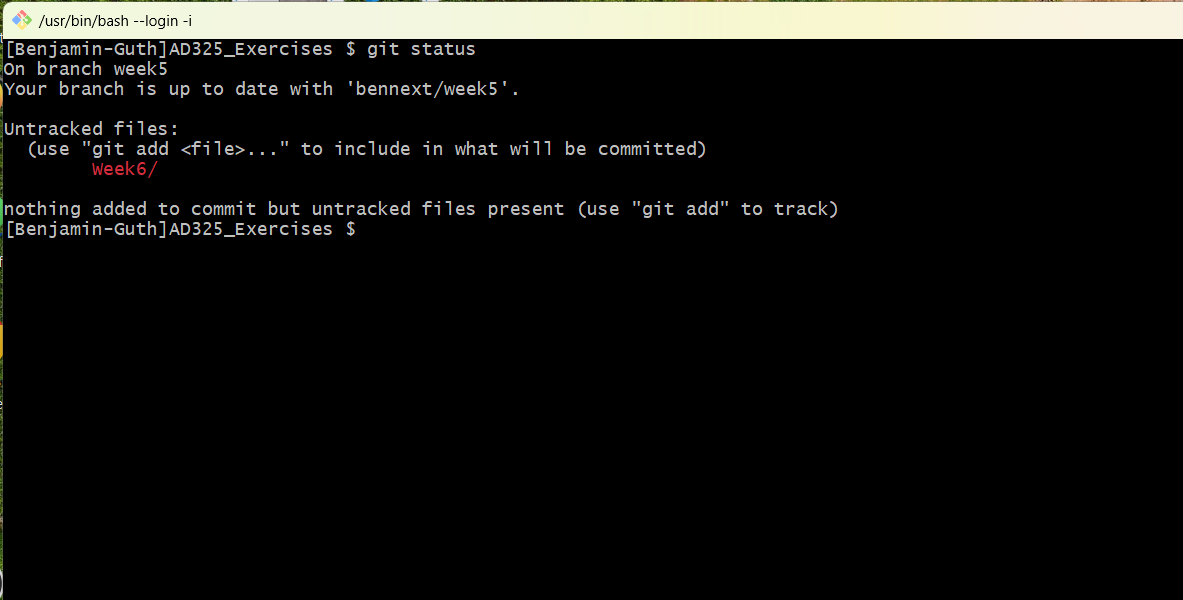 /usr/bin/bash --login -i
[Benjamin-Guth]AD325_Exercises $ git status
On branch week5
Your branch is up to date with 'bennext/week5'.
Untracked files:
(use "git add <file>..." to include in what will be committed)
Week6/
nothing added to commit but untracked files present (use "git add" to track)
[Benjamin-Guth]AD325_Exercises $